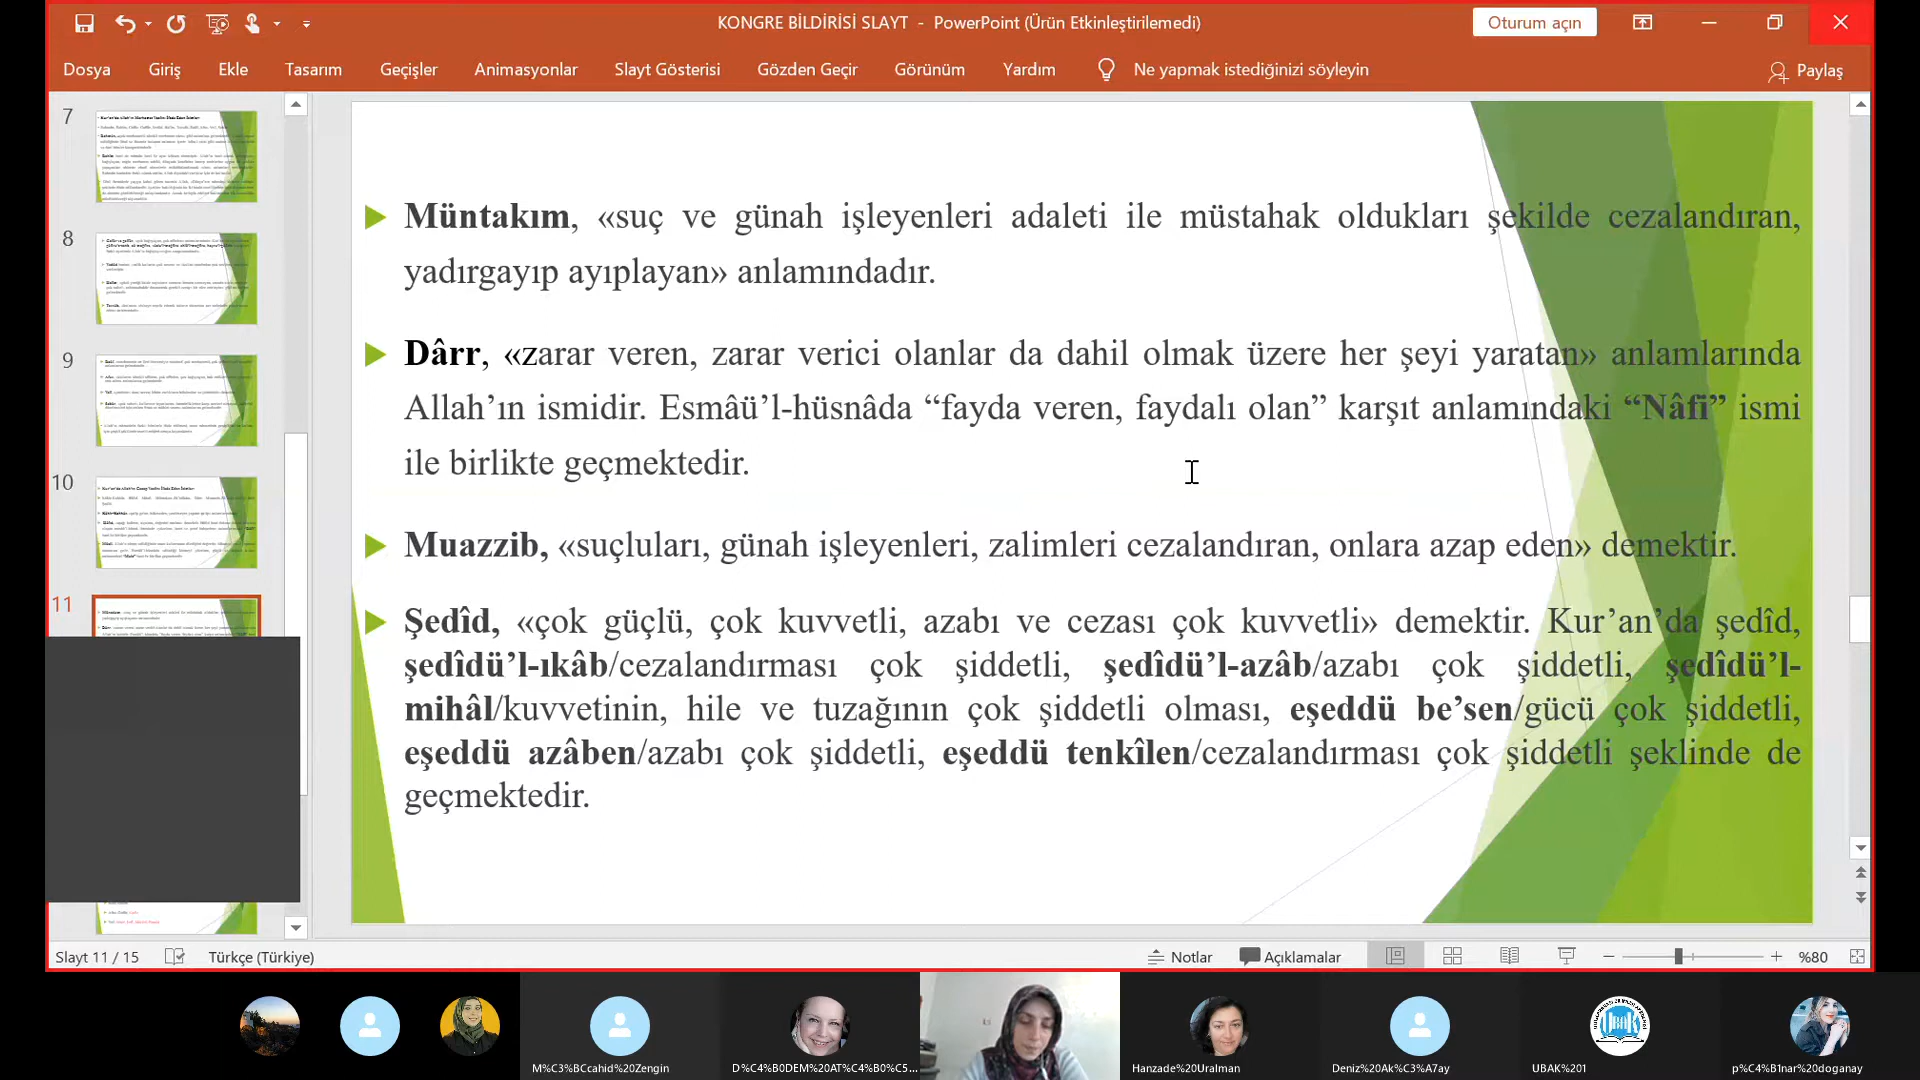 KONGRE BİLDİRİSİ SLAYT - PowerPoint (Ürün Etkinleştirilemedi)
Oturum açın
Dosya Giriş Ekle Tasarım Geçişler Animasyonlar Slayt Gösterisi Gözden Geçir Görünüm Yardım Ne yapmak istediğinizi söyleyin Paylaş
7
8
9
10
11
Müntakım, «suç ve günah işleyenleri adaleti ile müstahak oldukları şekilde cezalandıran,
yadırgayıp ayıplayan» anlamındadır.
Dârr, «zarar veren, zarar verici olanlar da dahil olmak üzere her şeyi yaratan» anlamlarında
Allah’ın ismidir. Esmâü’l-hüsnâda “fayda veren, faydalı olan” karşıt anlamındaki “Nâfi” ismi
ile birlikte geçmektedir.
Muazzib, «suçluları, günah işleyenleri, zalimleri cezalandıran, onlara azap eden» demektir.
Şedîd, «çok güçlü, çok kuvvetli, azabı ve cezası çok kuvvetli» demektir. Kur’an’da şedîd,
şedîdü’l-ıkâb/cezalandırması çok şiddetli, şedîdü’l-azâb/azabı çok şiddetli, şedîdü’l-
mihâl/kuvvetinin, hile ve tuzağının çok şiddetli olması, eşeddü be’sen/gücü çok şiddetli,
eşeddü azâben/azabı çok şiddetli, eşeddü tenkîlen/cezalandırması çok şiddetli şeklinde de
geçmektedir.
Slayt 11 / 15 Türkçe (Türkiye) Notlar Açıklamalar %80
M%C3%BCcahid%20Zengin
D%C4%B0DEM%20AT%C4%B0%C5...
Hanzade%20Uralman
Deniz%20Ak%C3%A7ay
UBAK%201
p%C4%B1nar%20doganay